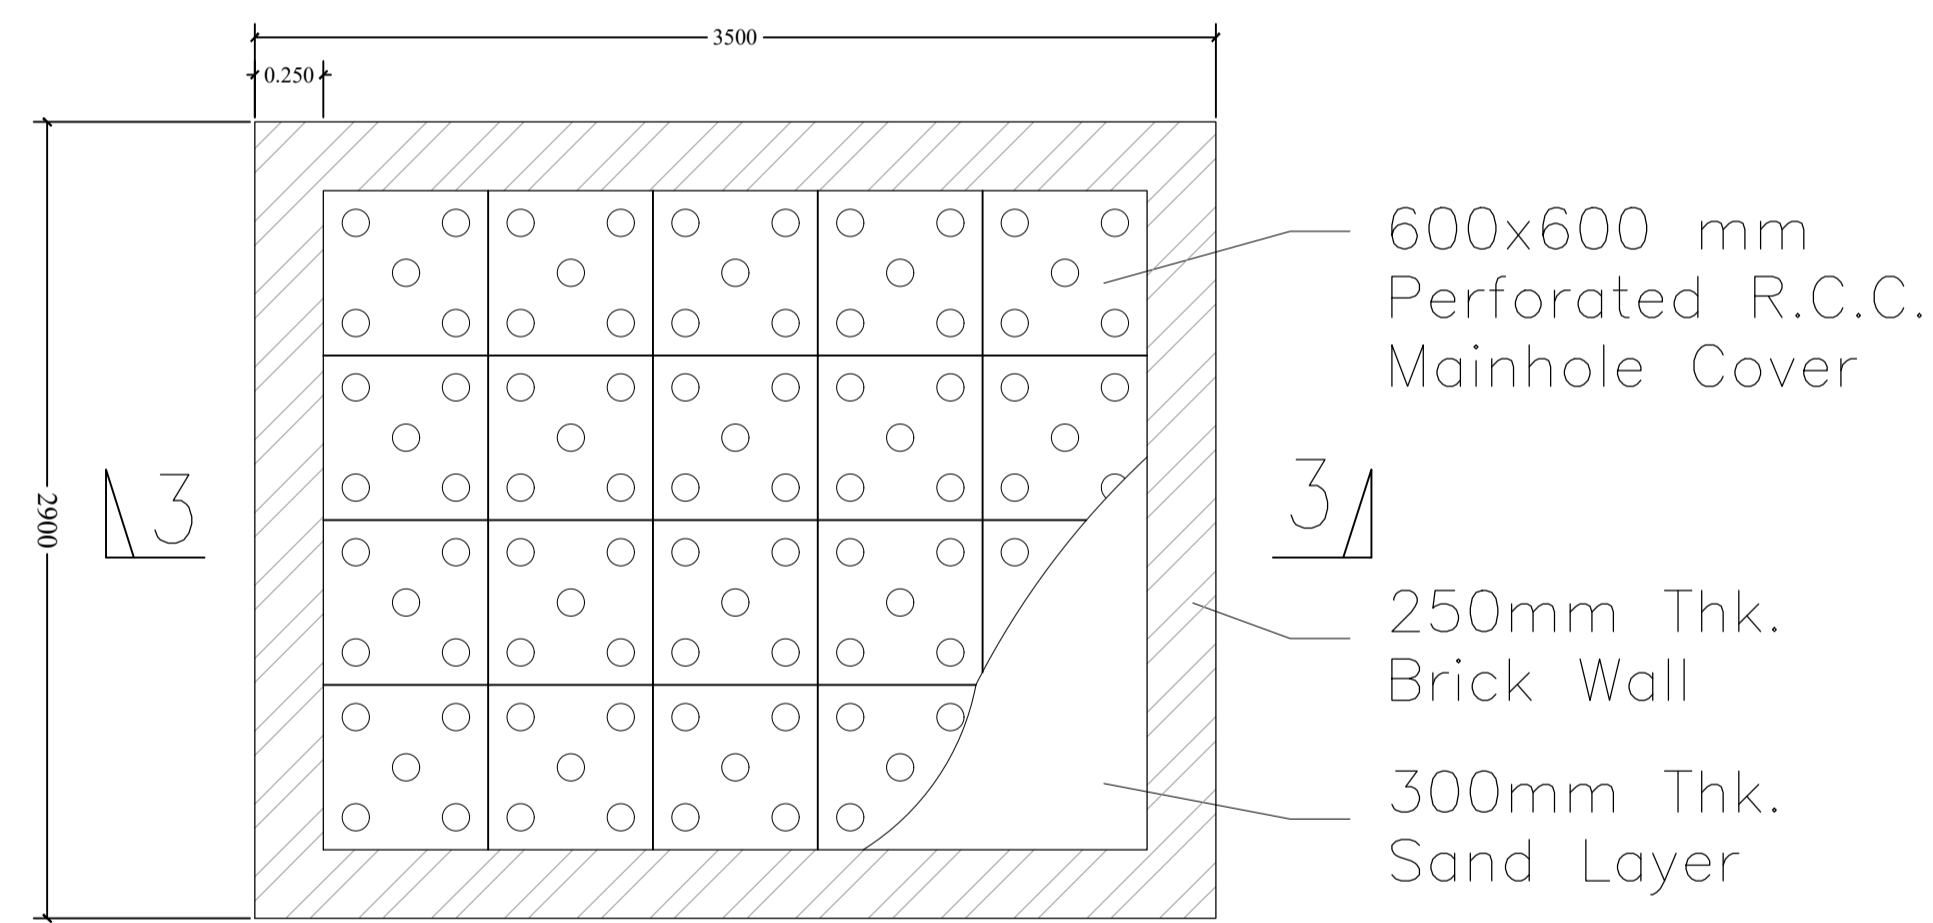 3500
0.250
600x600 mm
Perforated R.C.C.
Mainhole Cover
3
3
2900
250mm Thk.
Brick Wall
300mm Thk.
Sand Layer